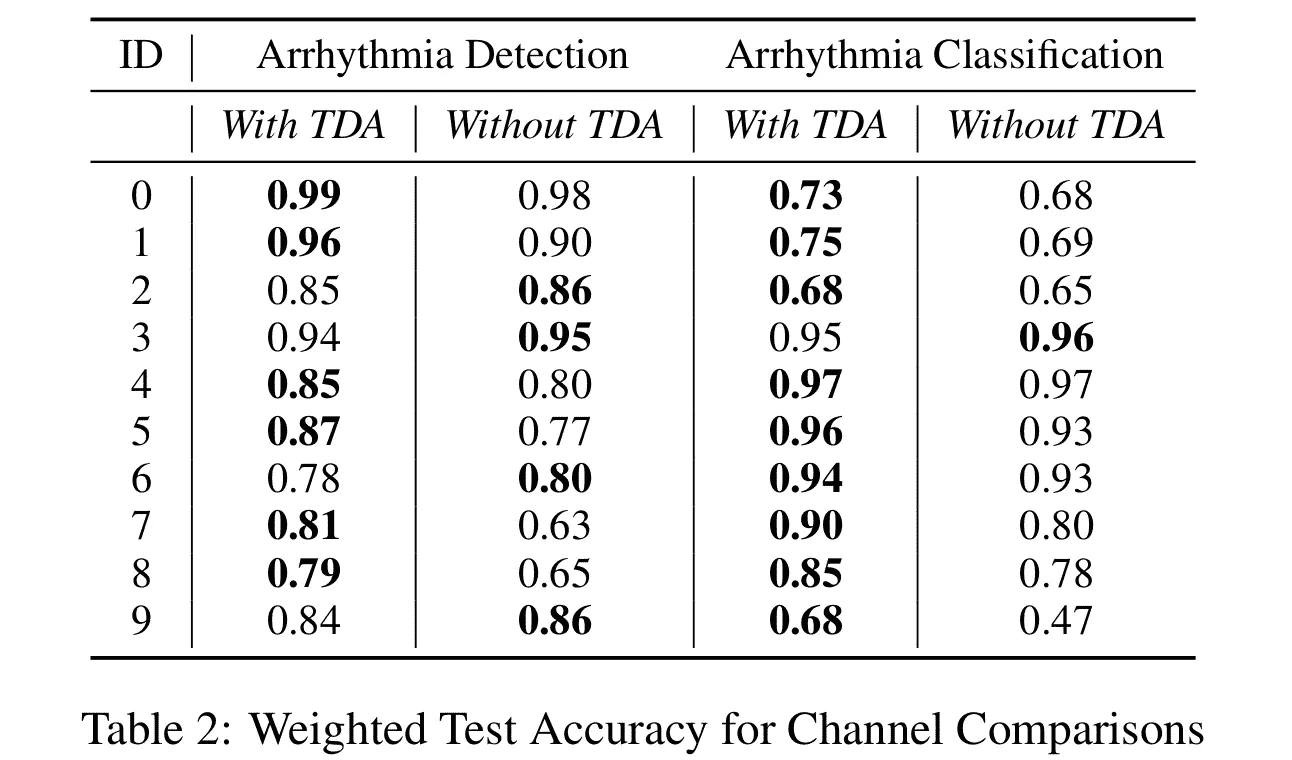 ID Arrhythmia Detection Arrhythmia Classification
With TDA Without TDA With TDA Without TDA
0 0.99 0.98 0.73 0.68
1 0.96 0.90 0.75 0.69
2 0.85 0.86 0.68 0.65
3 0.94 0.95 0.95 0.96
4 0.85 0.80 0.97 0.97
5 0.87 0.77 0.96 0.93
6 0.78 0.80 0.94 0.93
7 0.81 0.63 0.90 0.80
8 0.79 0.65 0.85 0.78
9 0.84 0.86 0.68 0.47
Table 2: Weighted Test Accuracy for Channel Comparisons